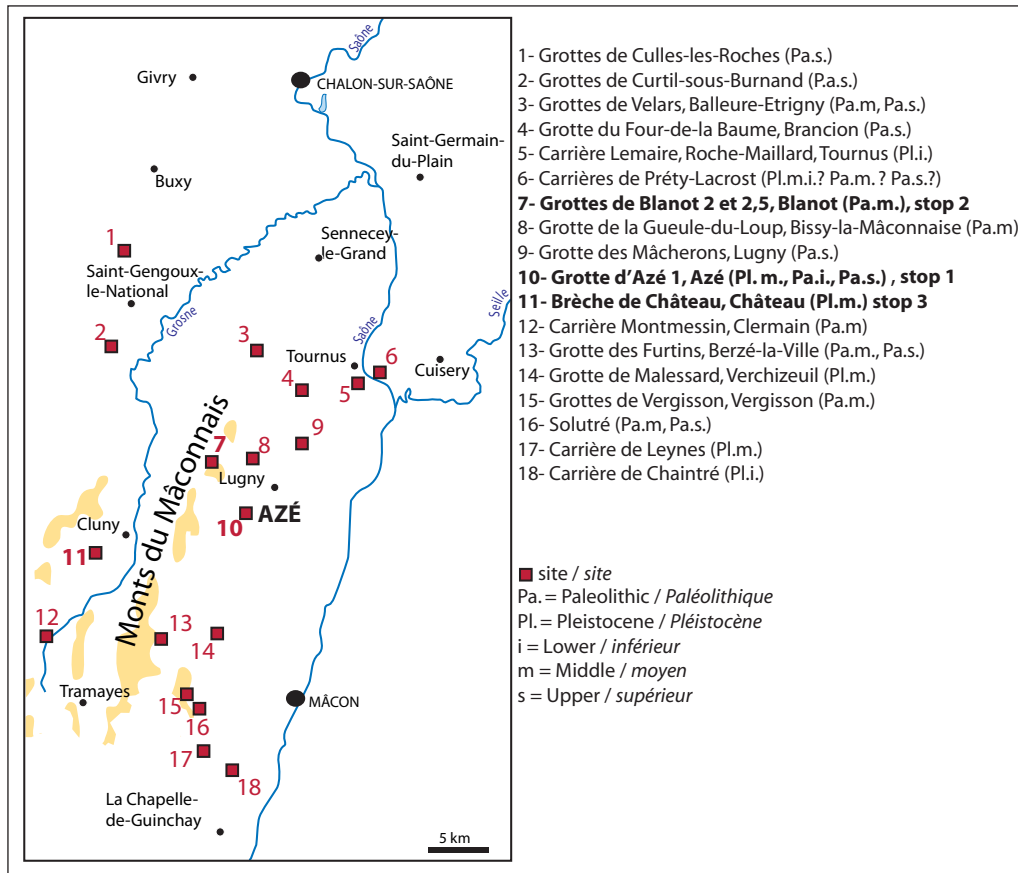 Saône
Givry
CHALON-SUR-SAÔNE
Saint-Germain-
du-Plain
Buxy
1
Sennecey-
le-Grand
Saint-Gengoux-
le-National
Grosne
Saône
Seille
2
3
Tournus
6
Cuisery
4
5
9
7
8
Lugny
Monts du Mâconnais
10
AZÉ
Cluny
11
12
13
14
Tramayes
15
MÂCON
16
17
18
La Chapelle-
de-Guinchay
5 km
1- Grottes de Culles-les-Roches (Pa.s.)
2- Grottes de Curtil-sous-Burnand (P.a.s.)
3- Grottes de Velars, Balleure-Etrigny (Pa.m, Pa.s.)
4- Grotte du Four-de-la Baume, Brancion (Pa.s.)
5- Carrière Lemaire, Roche-Maillard, Tournus (Pl.i.)
6- Carrières de Préty-Lacrost (Pl.m.i.? Pa.m. ? Pa.s.?)
7- Grottes de Blanot 2 et 2,5, Blanot (Pa.m.), stop 2
8- Grotte de la Gueule-du-Loup, Bissy-la-Mâconnaise (Pa.m)
9- Grotte des Mâcherons, Lugny (Pa.s.)
10- Grotte d'Azé 1, Azé (Pl. m., Pa.i., Pa.s.) , stop 1
11- Brèche de Château, Château (Pl.m.) stop 3
12- Carrière Montmessin, Clermain (Pa.m)
13- Grotte des Furtins, Berzé-la-Ville (Pa.m., Pa.s.)
14- Grotte de Malessard, Verchizeuil (Pl.m.)
15- Grottes de Vergisson, Vergisson (Pa.m.)
16- Solutré (Pa.m, Pa.s.)
17- Carrière de Leynes (Pl.m.)
18- Carrière de Chaintré (Pl.i.)
site / site
Pa. = Paleolithic / Paléolithique
Pl. = Pleistocene / Pléistocène
i = Lower / inférieur
m = Middle / moyen
s = Upper / supérieur